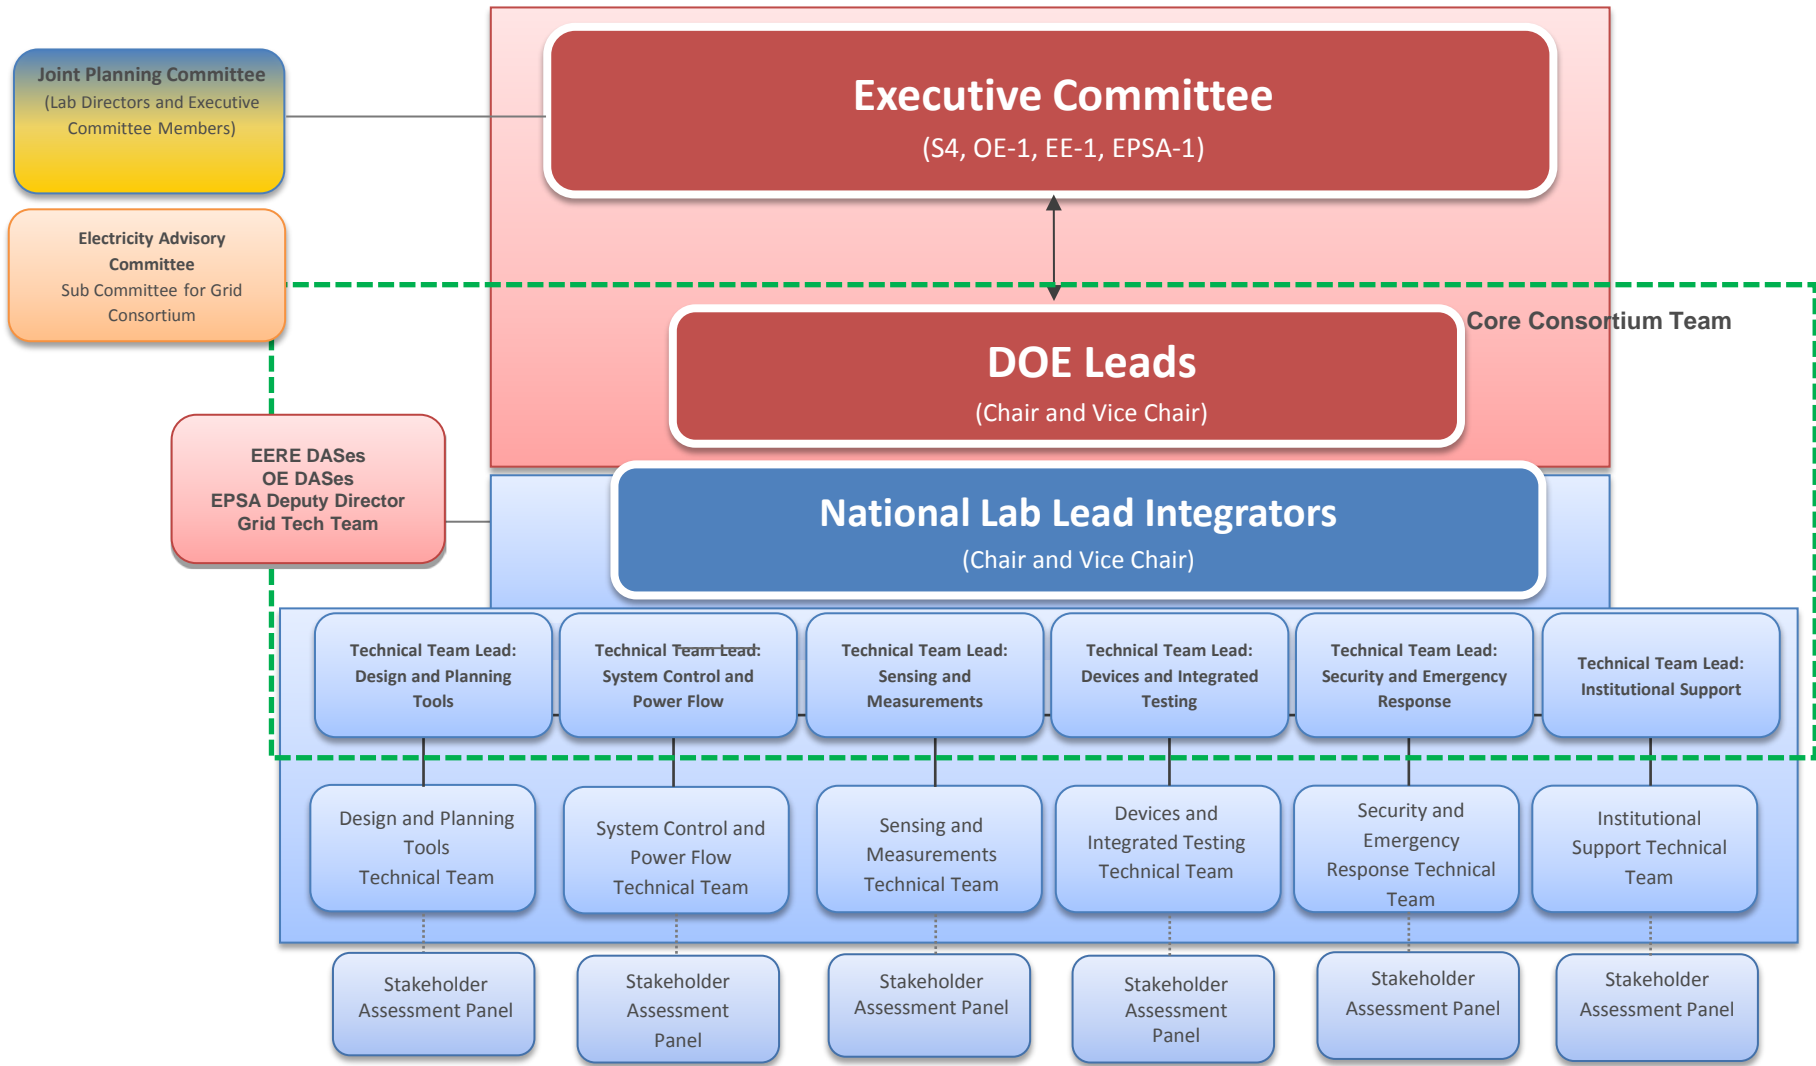 Executive Committee
(S4, OE-1, EE-1, EPSA-1)
Joint Planning Committee
(Lab Directors and Executive
Committee Members)
Electricity Advisory
Committee
Sub Committee for Grid
Consortium
Core Consortium Team
DOE Leads
(Chair and Vice Chair)
EERE DASes
OE DASes
EPSA Deputy Director
Grid Tech Team
National Lab Lead Integrators
(Chair and Vice Chair)
Technical Team Lead:
Design and Planning
Tools
Technical Team Lead:
System Control and
Power Flow
Technical Team Lead:
Sensing and
Measurements
Technical Team Lead:
Devices and Integrated
Testing
Technical Team Lead:
Security and Emergency
Response
Technical Team Lead:
Institutional Support
Design and Planning
Tools
Technical Team
System Control and
Power Flow
Technical Team
Sensing and
Measurements
Technical Team
Devices and
Integrated Testing
Technical Team
Security and
Emergency
Response Technical
Team
Institutional
Support Technical
Team
Stakeholder
Assessment Panel
Stakeholder
Assessment
Panel
Stakeholder
Assessment Panel
Stakeholder
Assessment
Panel
Stakeholder
Assessment Panel
Stakeholder
Assessment Panel